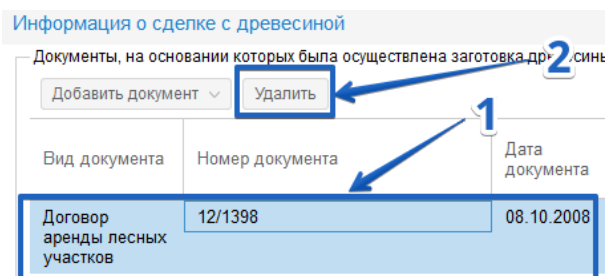 Информация о сделке с древесиной
Документы, на основании которых была осуществлена заготовка древесины
2
Добавить документ
Удалить
1
Вид документа
Номер документа
Дата
документа
Договор
аренды лесных
участков
12/1398
08.10.2008